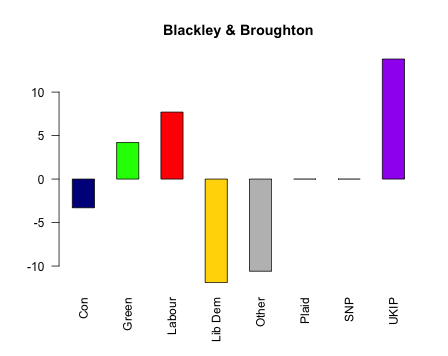 Blackley & Broughton
10
5
0
-5
-10
Con
Green
Labour
Lib Dem
Other
Plaid
SNP
UKIP